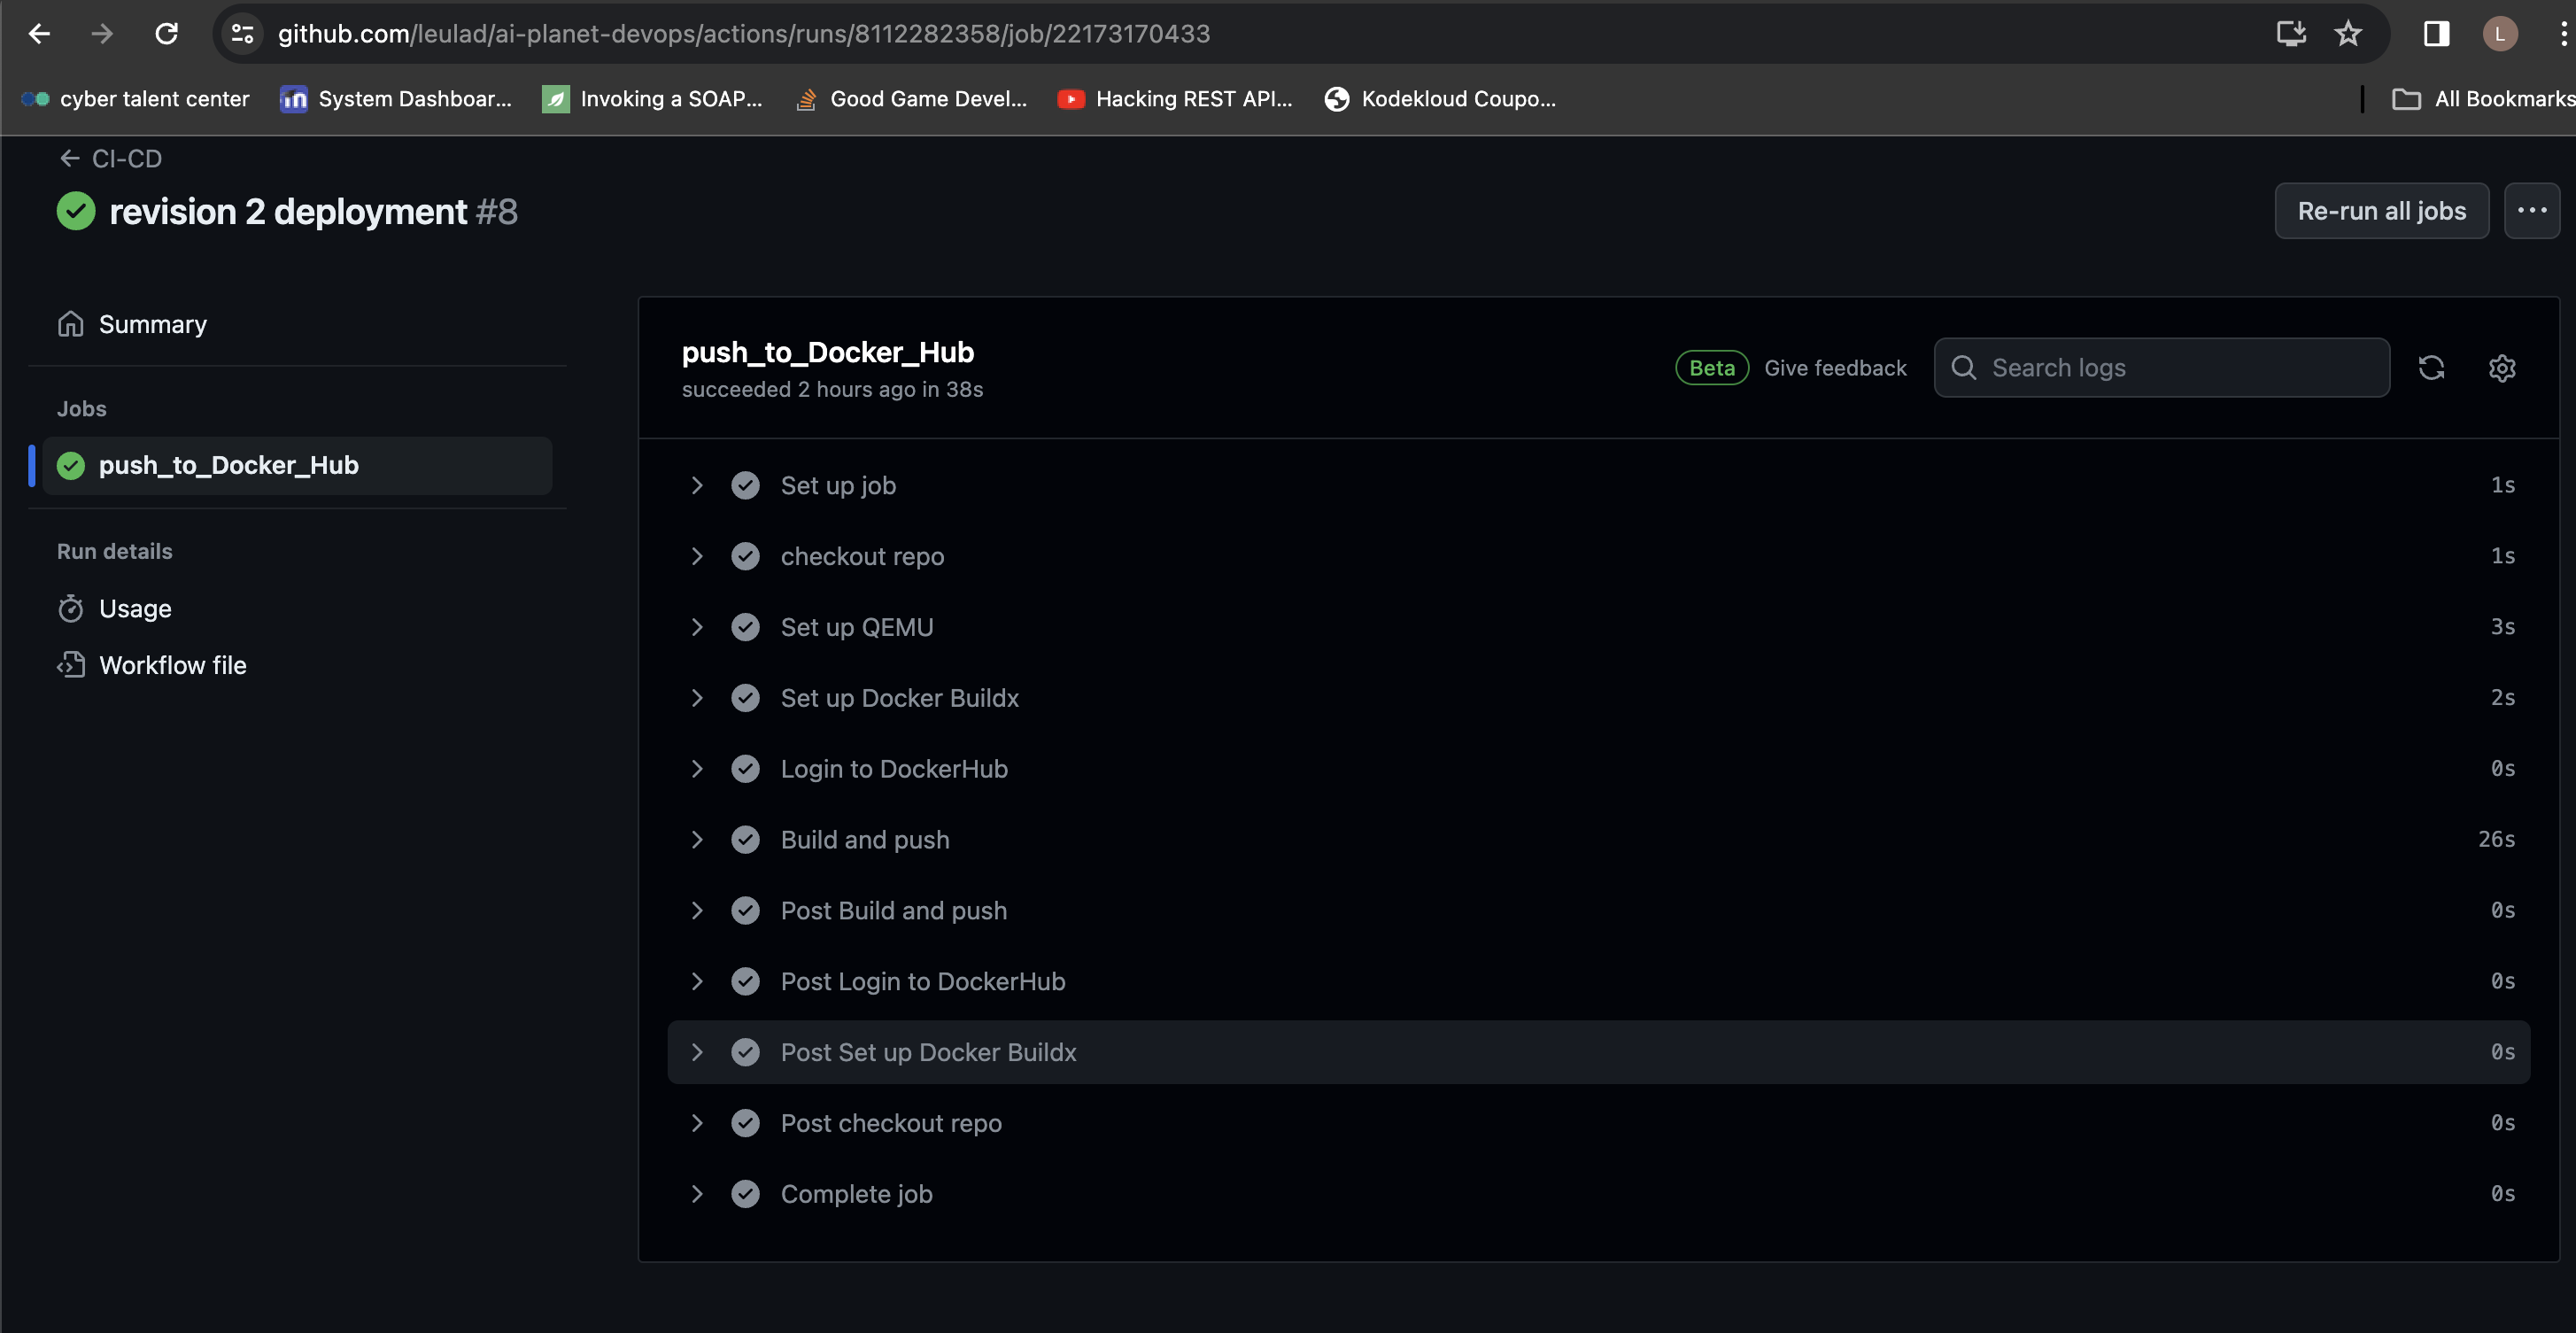 github.com/leulad/ai-planet-devops/actions/runs/8112282358/job/22173170433
L
cyber talent center
in System Dashboar...
Invoking a SOAP...
Good Game Devel...
Hacking REST API...
Kodekloud Coupo...
All Bookmarks
CI-CD
revision 2 deployment #8
Re-run all jobs
Summary
Jobs
push_to_Docker_Hub
Run details
Usage
Workflow file
push_to_Docker_Hub
succeeded 2 hours ago in 38s
Beta
Give feedback
Search logs
Set up job 1s
checkout repo 1s
Set up QEMU 3s
Set up Docker Buildx 2s
Login to DockerHub 0s
Build and push 26s
Post Build and push 0s
Post Login to DockerHub 0s
Post Set up Docker Buildx 0s
Post checkout repo 0s
Complete job 0s